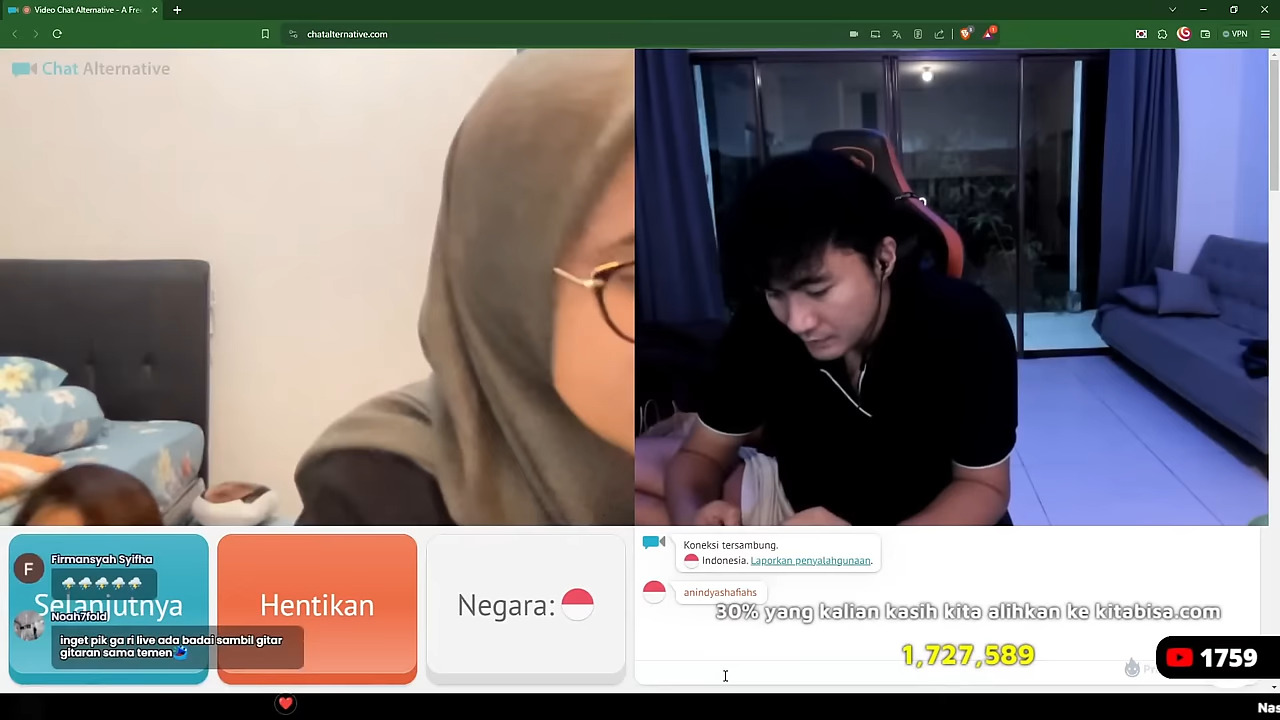 Video Chat Alternative - A Fre
chatalternative.com
VPN
Chat Alternative
Koneksi tersambung.
Indonesia. Laporkan penyalahgunaan.
anindyashafiahs
30% yang kalian kasih kita alihkan ke kitabisa.com
1,727,589
1759
Selanjutnya
Hentikan
Negara:
F
Firmansyah Syifha
Noah7fold
inget pik ga ri live ada badai sambil gitar
gitaran sama temen
Nas